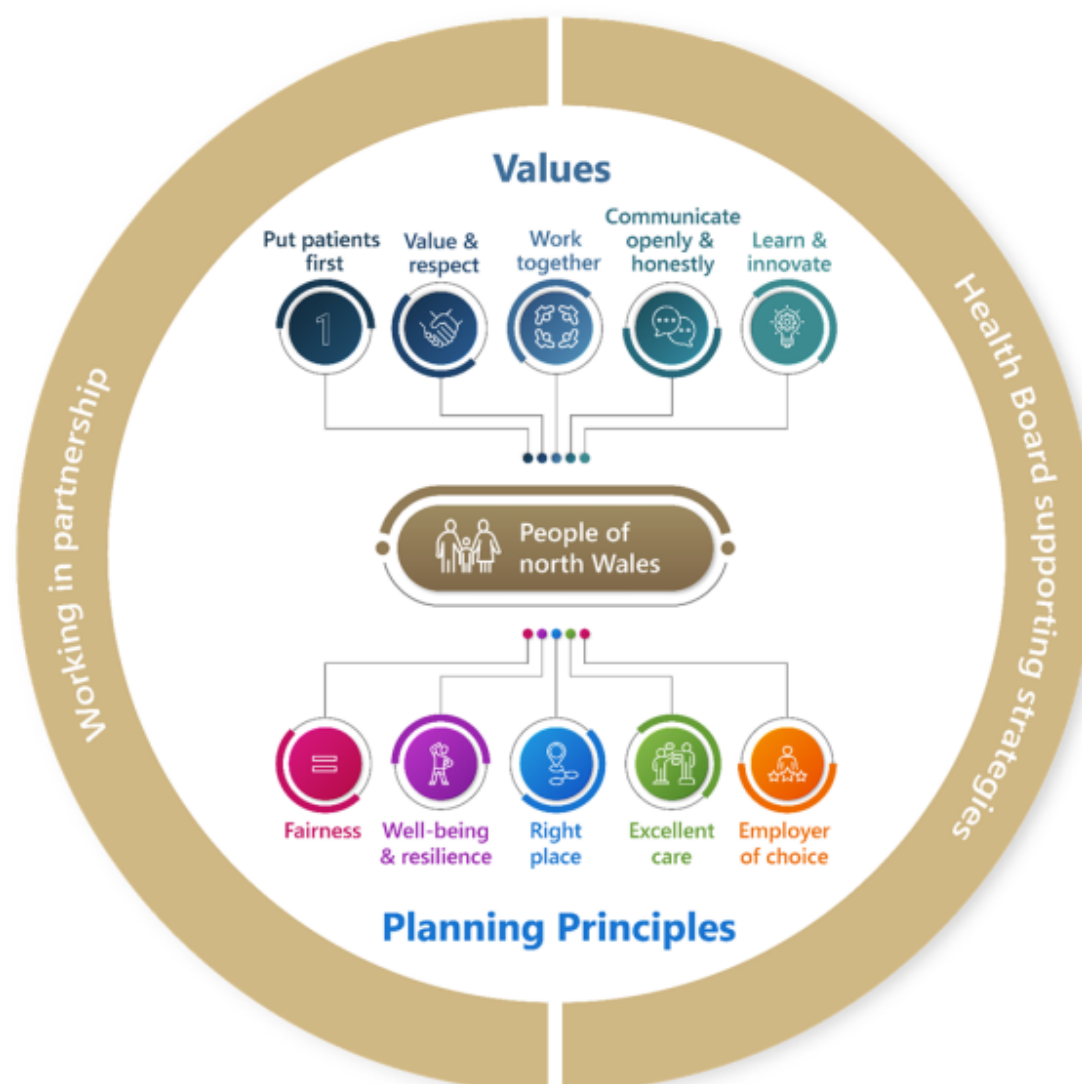 Values
Put patients
first
Value &
respect
Work
together
Communicate
openly &
honestly
Learn &
innovate
1
Working in partnership
Health Board supporting strategies
People of
north Wales
=
Fairness
Well-being
& resilience
Right
place
Excellent
care
Employer
of choice
Planning Principles